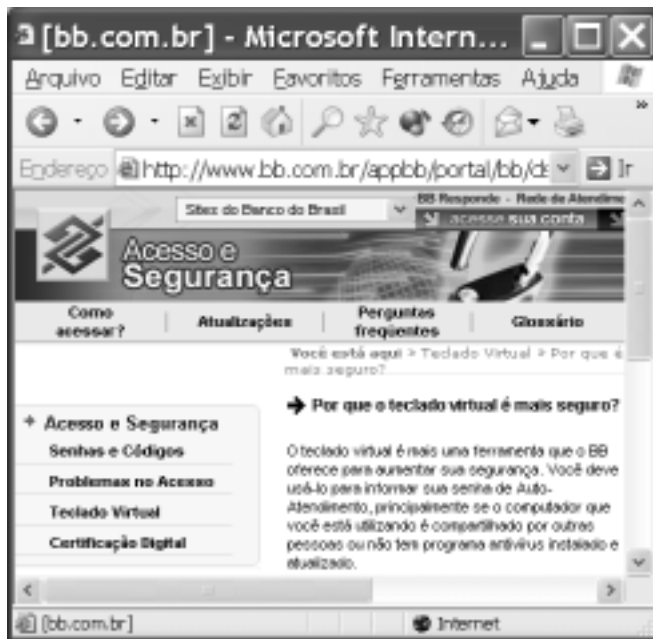 [bb.com.br] - Microsoft Intern...
Arquivo Editar Exibir Favoritos Ferramentas Ajuda
Endereço http://www.bb.com.br/appbb/portal/bb/ds Ir
BB Responde - Rede de Atendime
Sites do Banco do Brasil acesse sua conta
Acesso e
Segurança
Como acessar? Atualizações Perguntas freqüentes Glossário
Você está aqui > Teclado Virtual > Por que é
mais seguro?
Por que o teclado virtual é mais seguro?
Acesso e Segurança
Senhas e Códigos
Problemas no Acesso
Teclado Virtual
Certificação Digital
O teclado virtual é mais uma ferramenta que o BB
oferece para aumentar sua segurança. Você deve
usá-lo para informar sua senha de Auto-
Atendimento, principalmente se o computador que
você está utilizando é compartilhado por outras
pessoas ou não tem programa antivírus instalado e
atualizado.
[bb.com.br] Internet